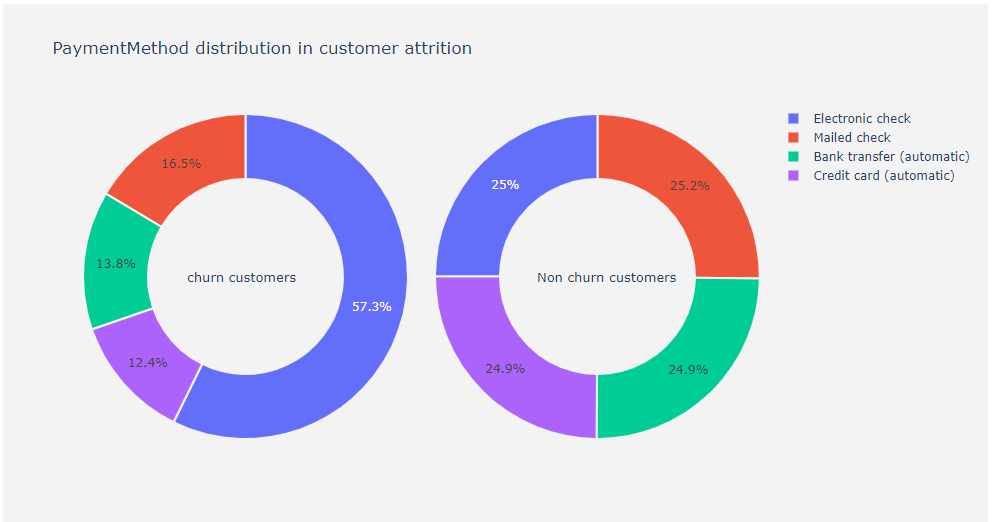 PaymentMethod distribution in customer attrition
Electronic check
Mailed check
Bank transfer (automatic)
Credit card (automatic)
16.5%
13.8%
churn customers
57.3%
12.4%
25%
25.2%
Non churn customers
24.9%
24.9%